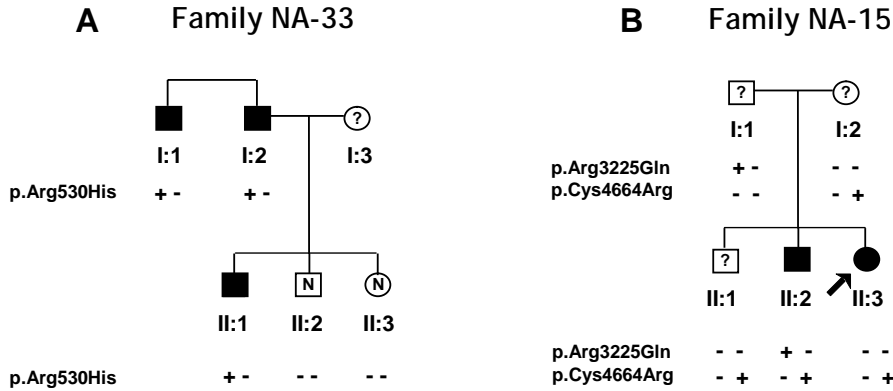 A Family NA-33
?
I:1 I:2 I:3
p.Arg530His + - + -
N N
II:1 II:2 II:3
p.Arg530His + - - - - -
B Family NA-15
? ?
I:1 I:2
p.Arg3225Gln + - - -
p.Cys4664Arg - - - +
?
II:1 II:2 II:3
p.Arg3225Gln - - + - - -
p.Cys4664Arg - + - + - +